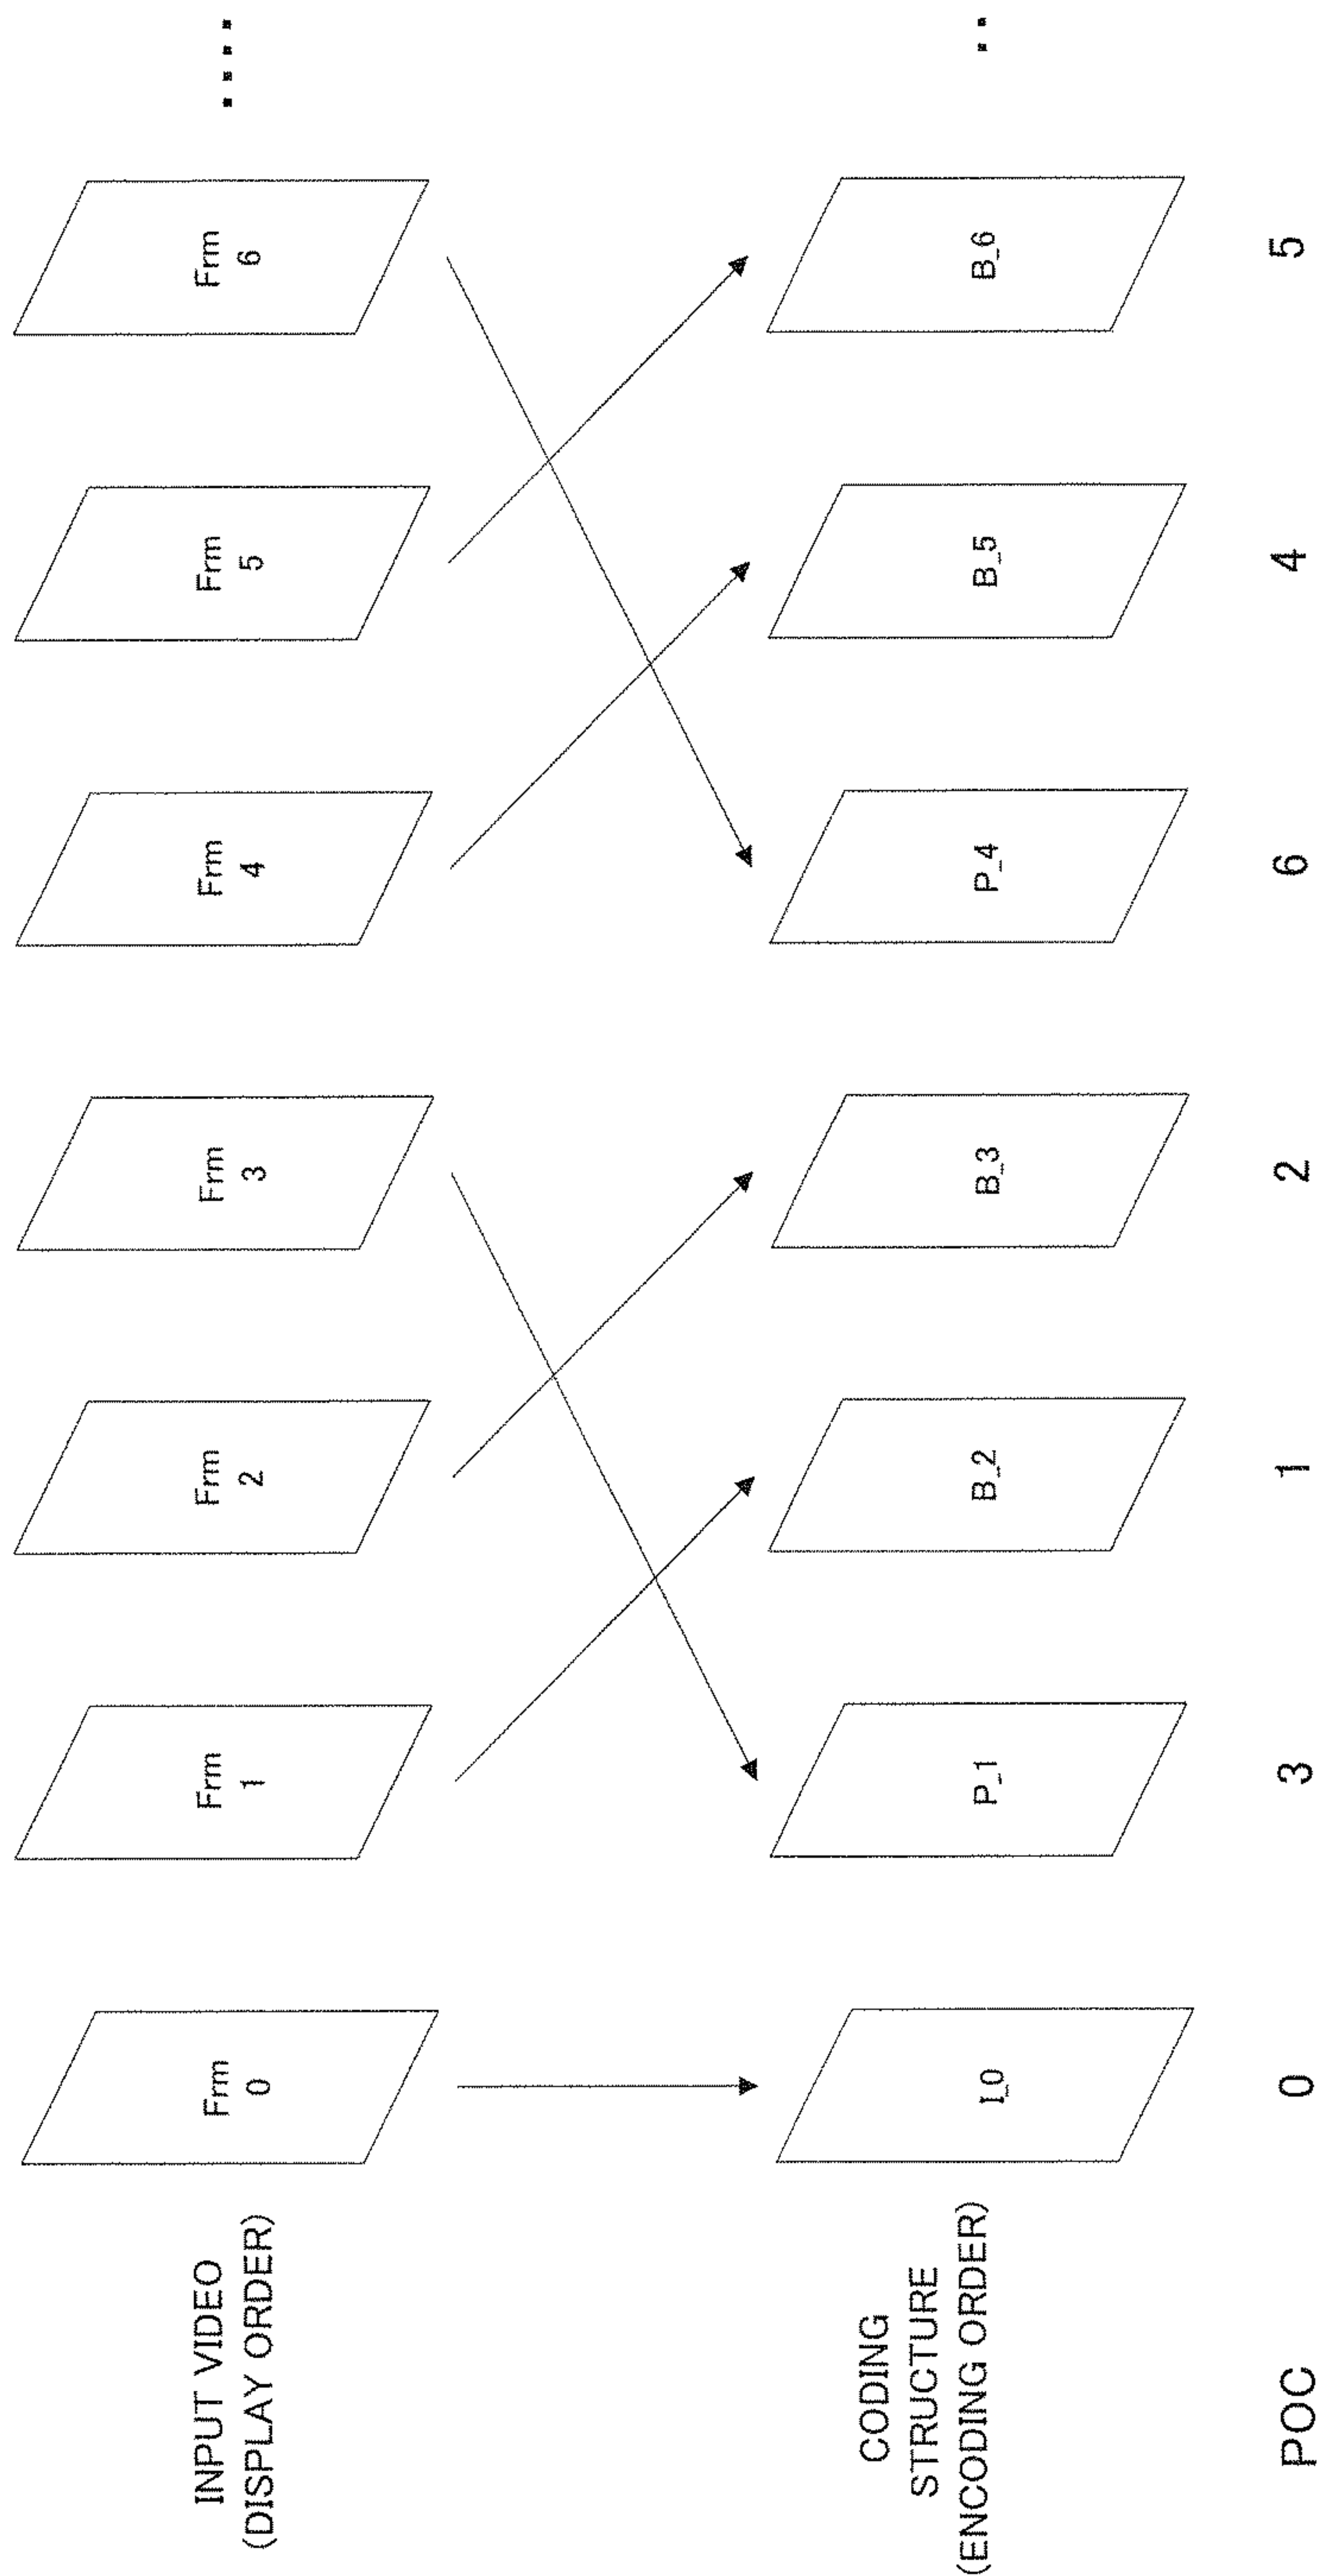 INPUT VIDEO
(DISPLAY ORDER)
Frm
0
Frm
1
Frm
2
Frm
3
Frm
4
Frm
5
Frm
6
CODING
STRUCTURE
(ENCODING ORDER)
I_0
P_1
B_2
B_3
P_4
B_5
B_6
POC
0
3
1
2
6
4
5